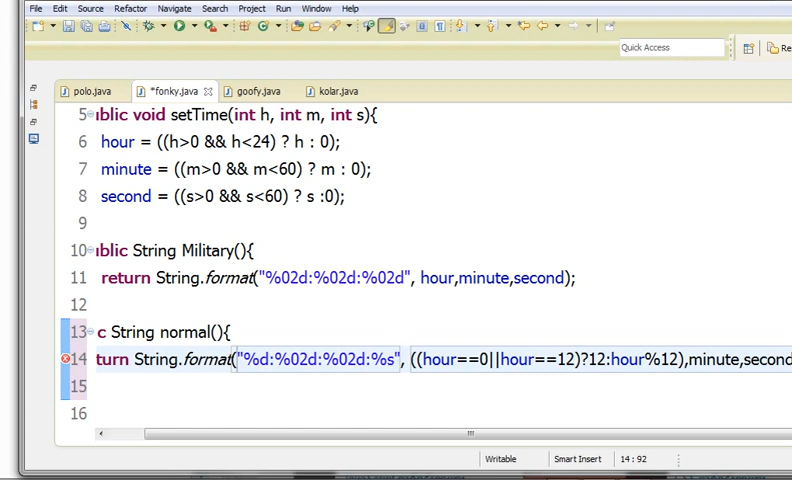 File Edit Source Refactor Navigate Search Project Run Window Help
Quick Access
Re
polo.java *fonky.java goofy.java kolar.java
5 ublic void setTime(int h, int m, int s){
6 hour = ((h>0 && h<24) ? h : 0);
7 minute = ((m>0 && m<60) ? m : 0);
8 second = ((s>0 && s<60) ? s :0);
9
10 ublic String Military(){
11 return String.format("%02d:%02d:%02d", hour,minute,second);
12
13 c String normal(){
14 turn String.format("%d:%02d:%02d:%s", ((hour==0||hour==12)?12:hour%12),minute,second
15
16
Writable Smart Insert 14 : 92